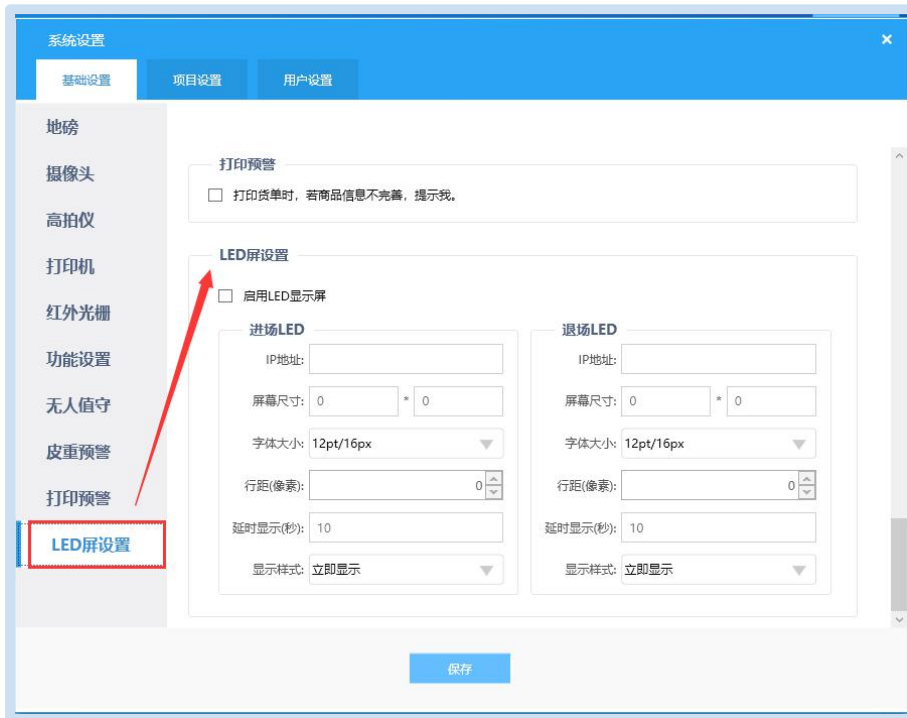 系统设置
×
基础设置 项目设置 用户设置
地磅
摄像头
高拍仪
打印机
红外光栅
功能设置
无人值守
皮重预警
打印预警
LED屏设置
打印预警
打印货单时，若商品信息不完善，提示我。
LED屏设置
启用LED显示屏
进场LED
IP地址:
屏幕尺寸: 0 * 0
字体大小: 12pt/16px
行距(像素): 0
延时显示(秒): 10
显示样式: 立即显示
退场LED
IP地址:
屏幕尺寸: 0 * 0
字体大小: 12pt/16px
行距(像素): 0
延时显示(秒): 10
显示样式: 立即显示
保存